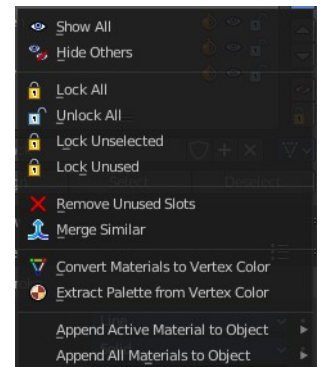 Show All
Hide Others
Lock All
Unlock All
Lock Unselected
Lock Unused
Remove Unused Slots
Merge Similar
Convert Materials to Vertex Color
Extract Palette from Vertex Color
Append Active Material to Object
Append All Materials to Object